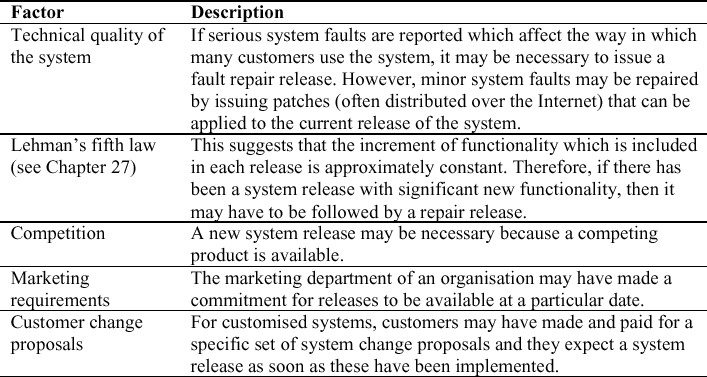 Factor Description
Technical quality of If serious system faults are reported which affect the way in which
the system many customers use the system, it may be necessary to issue a
fault repair release. However, minor system faults may be repaired
by issuing patches (often distributed over the Internet) that can be
applied to the current release of the system.
Lehman's fifth law This suggests that the increment of functionality which is included
(see Chapter 27) in each release is approximately constant. Therefore, if there has
been a system release with significant new functionality, then it
may have to be followed by a repair release.
Competition A new system release may be necessary because a competing
product is available.
Marketing The marketing department of an organisation may have made a
requirements commitment for releases to be available at a particular date.
Customer change For customised systems, customers may have made and paid for a
proposals specific set of system change proposals and they expect a system
release as soon as these have been implemented.